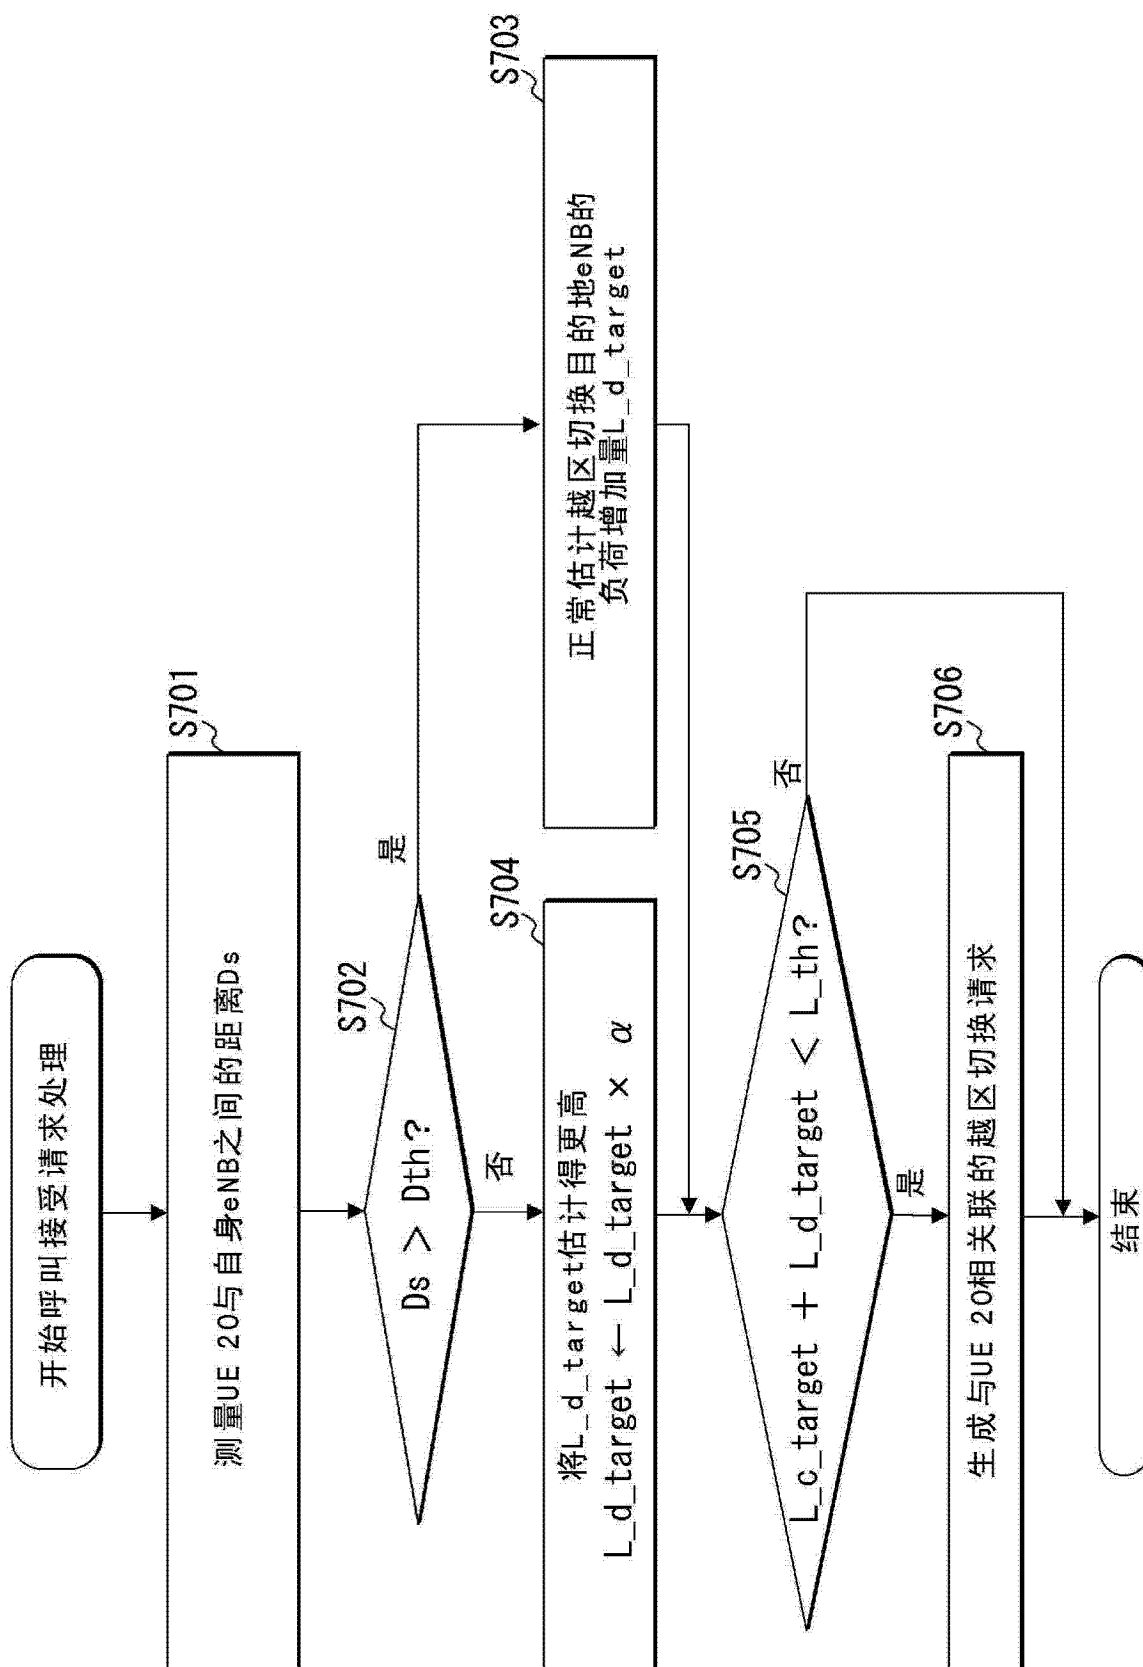 开始呼叫接受请求处理
S701
测量UE 20与自身eNB之间的距离Ds
S702
Ds > Dth?
是
否
S703
正常估计越区切换目的地eNB的
负荷增加量L_d_target
S704
将L_d_target估计得更高
L_d_target ← L_d_target × α
S705
L_c_target + L_d_target < L_th?
否
是
S706
生成与UE 20相关联的越区切换请求
结束